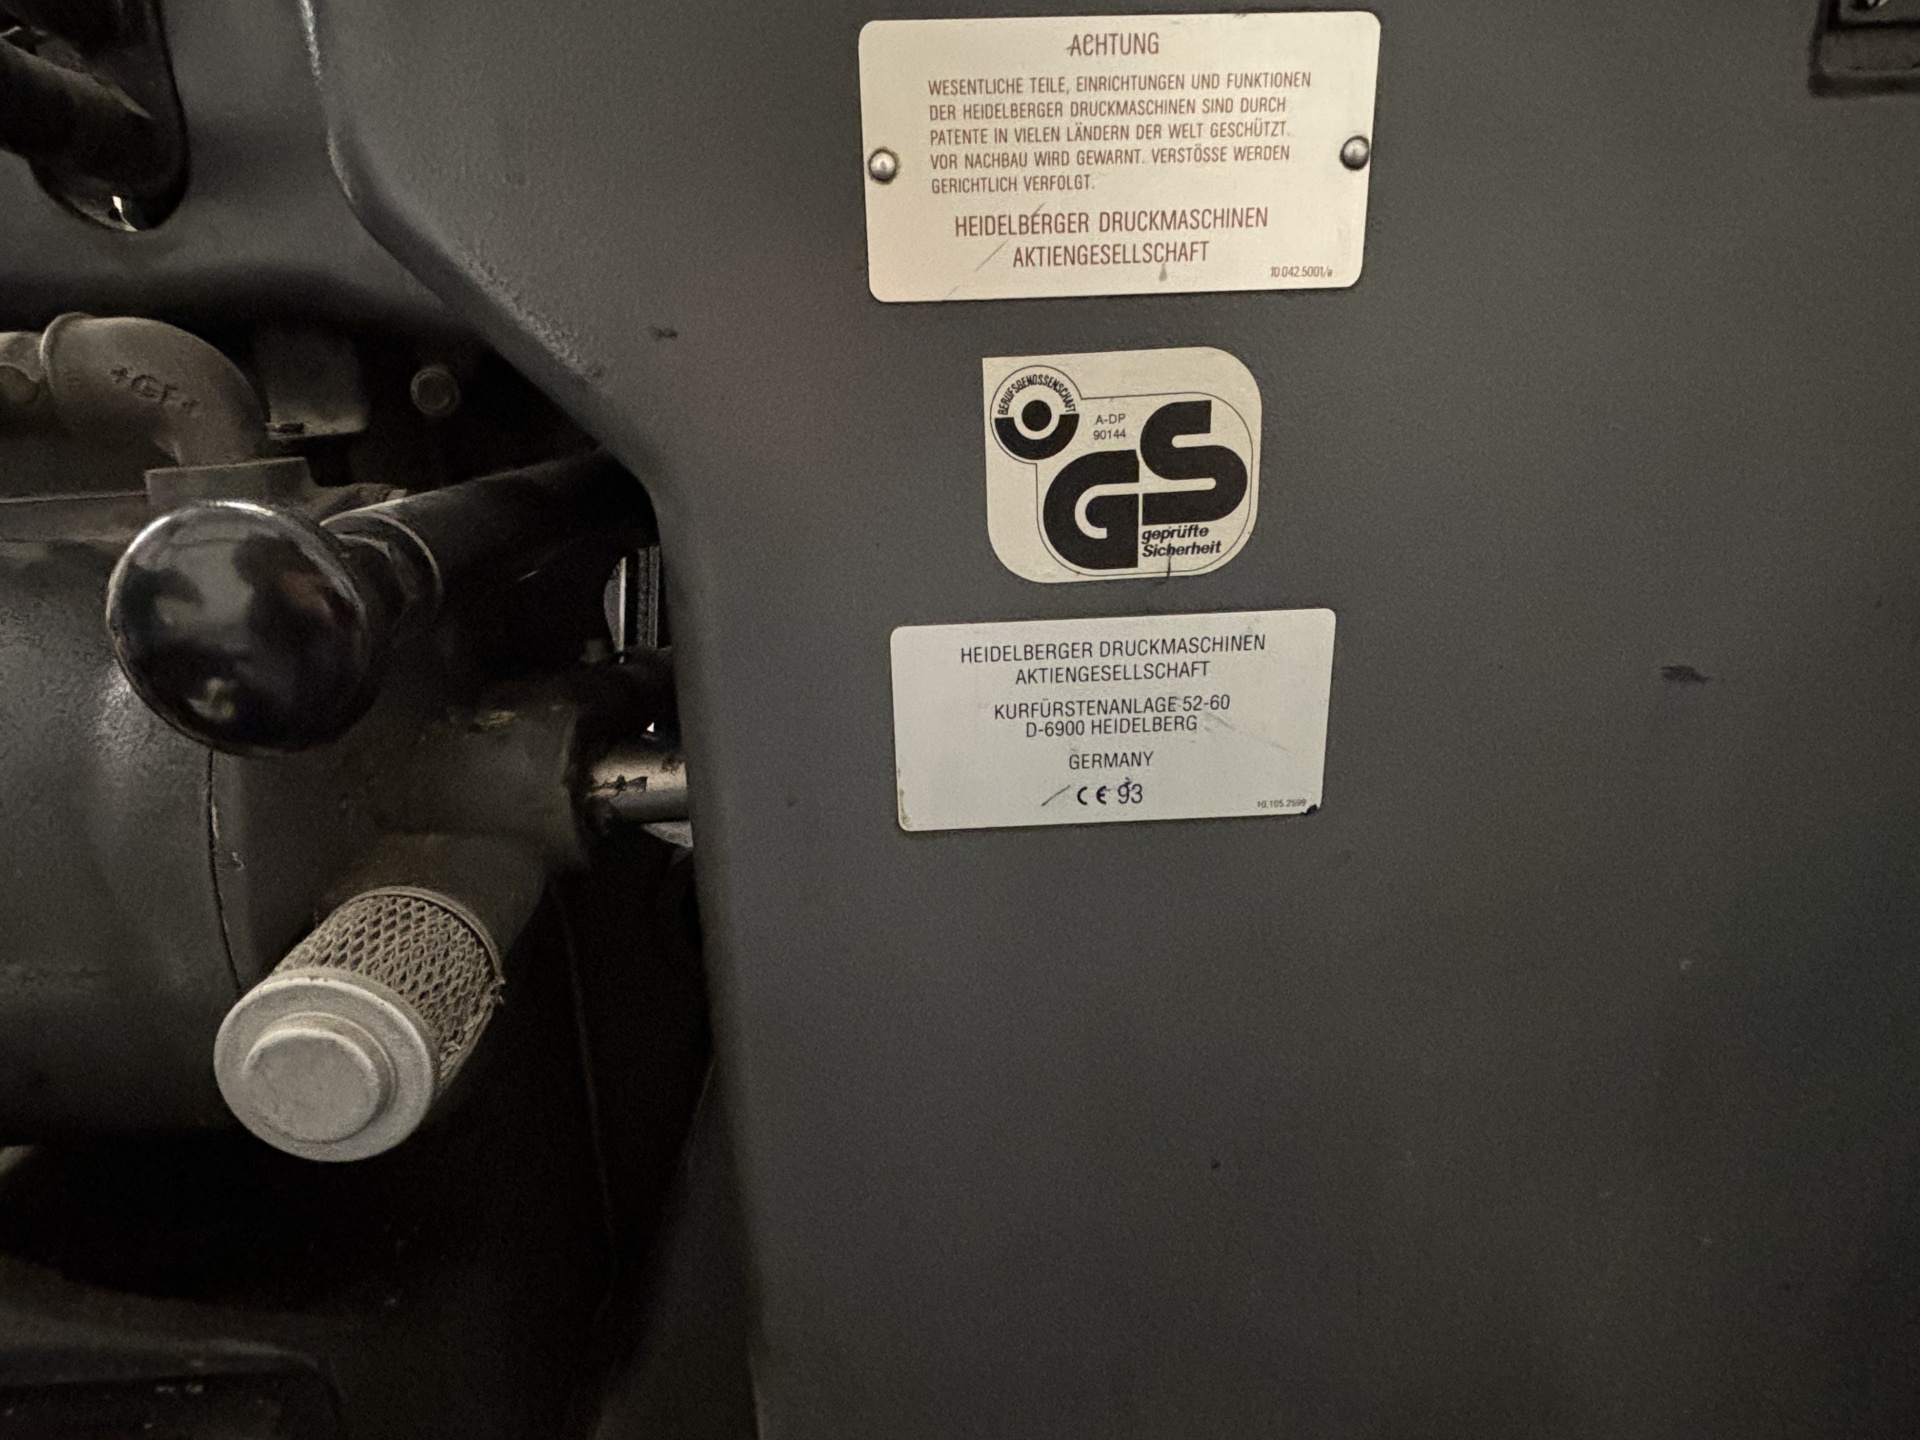 ACHTUNG
WESENTLICHE TEILE, EINRICHTUNGEN UND FUNKTIONEN
DER HEIDELBERGER DRUCKMASCHINEN SIND DURCH
PATENTE IN VIELEN LÄNDERN DER WELT GESCHÜTZT.
VOR NACHBAU WIRD GEWARNT. VERSTÖSSE WERDEN
GERICHTLICH VERFOLGT.
HEIDELBERGER DRUCKMASCHINEN
AKTIENGESELLSCHAFT
10.042.5001/a
BERUFSGENOSSENSCHAFT
A-DP
90144
GS
geprüfte
Sicherheit
HEIDELBERGER DRUCKMASCHINEN
AKTIENGESELLSCHAFT
KURFÜRSTENANLAGE 52-60
D-6900 HEIDELBERG
GERMANY
CE 93
+GF+